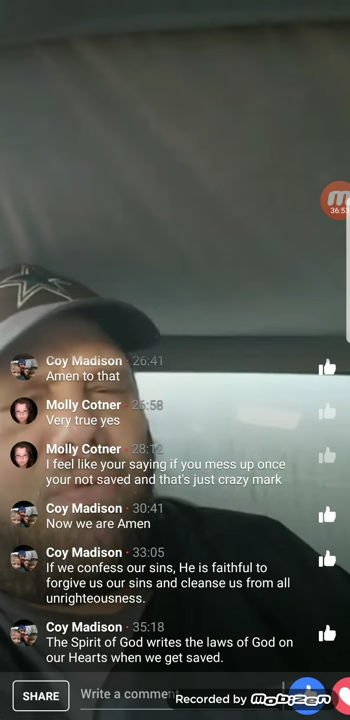 36:53
Coy Madison · 26:41
Amen to that
Molly Cotner · 26:58
Very true yes
Molly Cotner · 28:12
I feel like your saying if you mess up once
your not saved and that's just crazy mark
Coy Madison · 30:41
Now we are Amen
Coy Madison · 33:05
If we confess our sins, He is faithful to
forgive us our sins and cleanse us from all
unrighteousness.
Coy Madison · 35:18
The Spirit of God writes the laws of God on
our Hearts when we get saved.
SHARE
Write a comment
Recorded by Mobizen